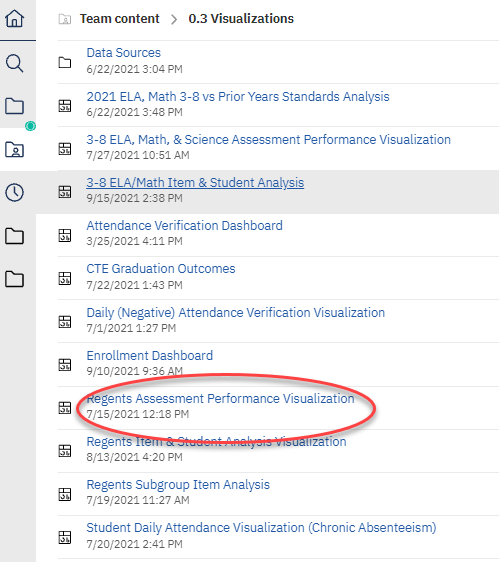 Team content > 0.3 Visualizations
Data Sources
6/22/2021 3:04 PM
2021 ELA, Math 3-8 vs Prior Years Standards Analysis
6/22/2021 3:48 PM
3-8 ELA, Math, & Science Assessment Performance Visualization
7/27/2021 10:51 AM
3-8 ELA/Math Item & Student Analysis
9/15/2021 2:38 PM
Attendance Verification Dashboard
3/25/2021 4:11 PM
CTE Graduation Outcomes
7/22/2021 1:43 PM
Daily (Negative) Attendance Verification Visualization
7/1/2021 1:27 PM
Enrollment Dashboard
9/10/2021 9:36 AM
Regents Assessment Performance Visualization
7/15/2021 12:18 PM
Regents Item & Student Analysis Visualization
8/13/2021 4:20 PM
Regents Subgroup Item Analysis
7/19/2021 11:27 AM
Student Daily Attendance Visualization (Chronic Absenteeism)
7/20/2021 2:41 PM